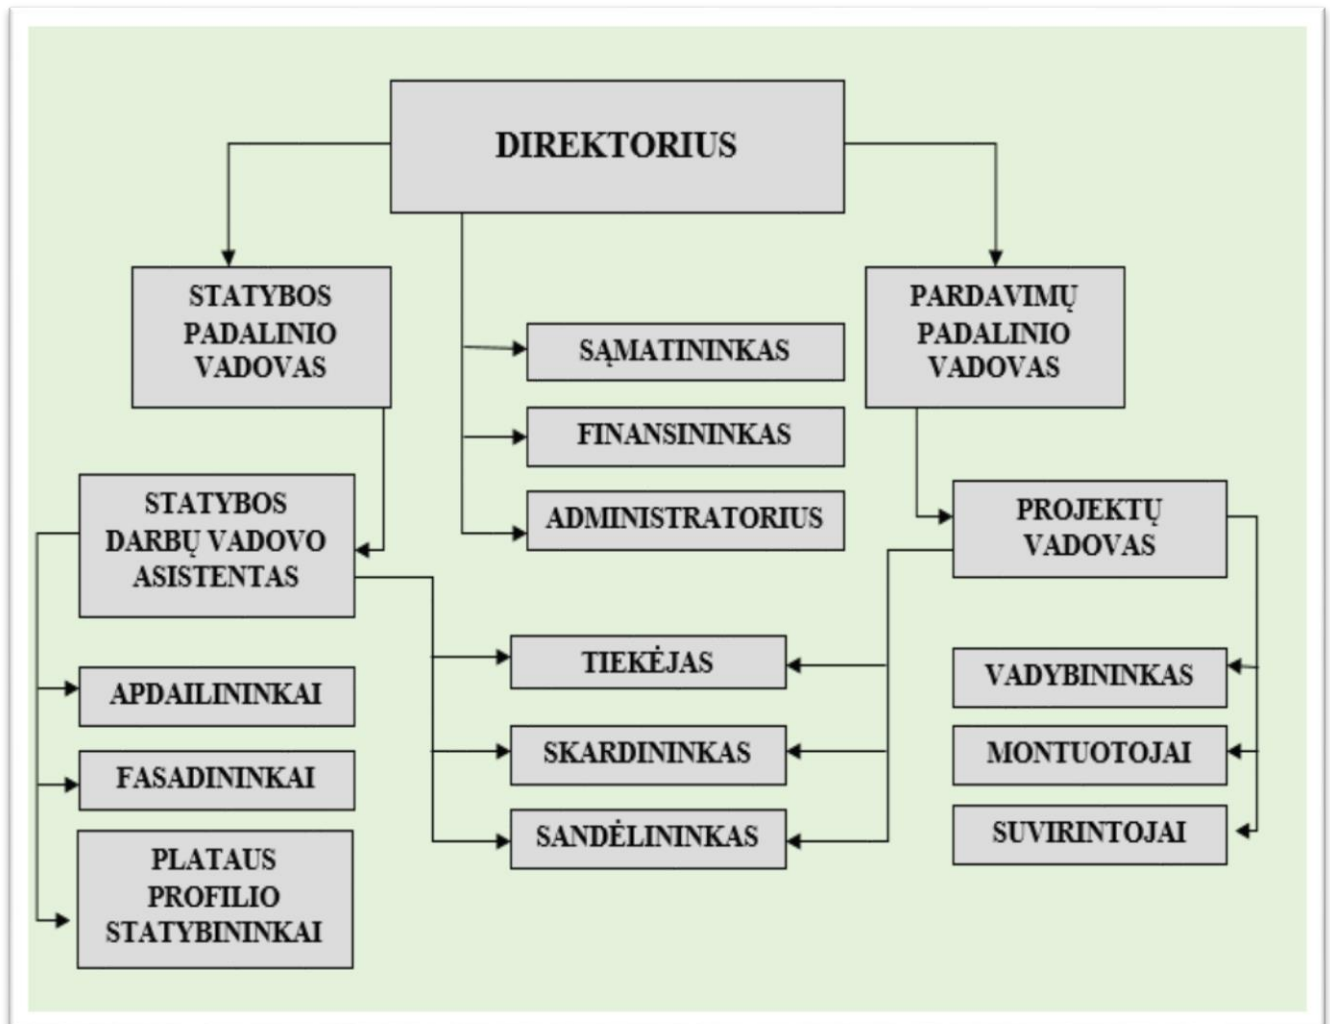 DIREKTORIUS
STATYBOS
PADALINIO
VADOVAS
PARDAVIMŲ
PADALINIO
VADOVAS
SĄMATININKAS
FINANSININKAS
ADMINISTRATORIUS
STATYBOS
DARBŲ VADOVO
ASISTENTAS
PROJEKTŲ
VADOVAS
APDAILININKAI
FASADININKAI
PLATAUS
PROFILIO
STATYBININKAI
TIEKĖJAS
SKARDININKAS
SANDĖLININKAS
VADYBININKAS
MONTUOTOJAI
SUVIRINTOJAI